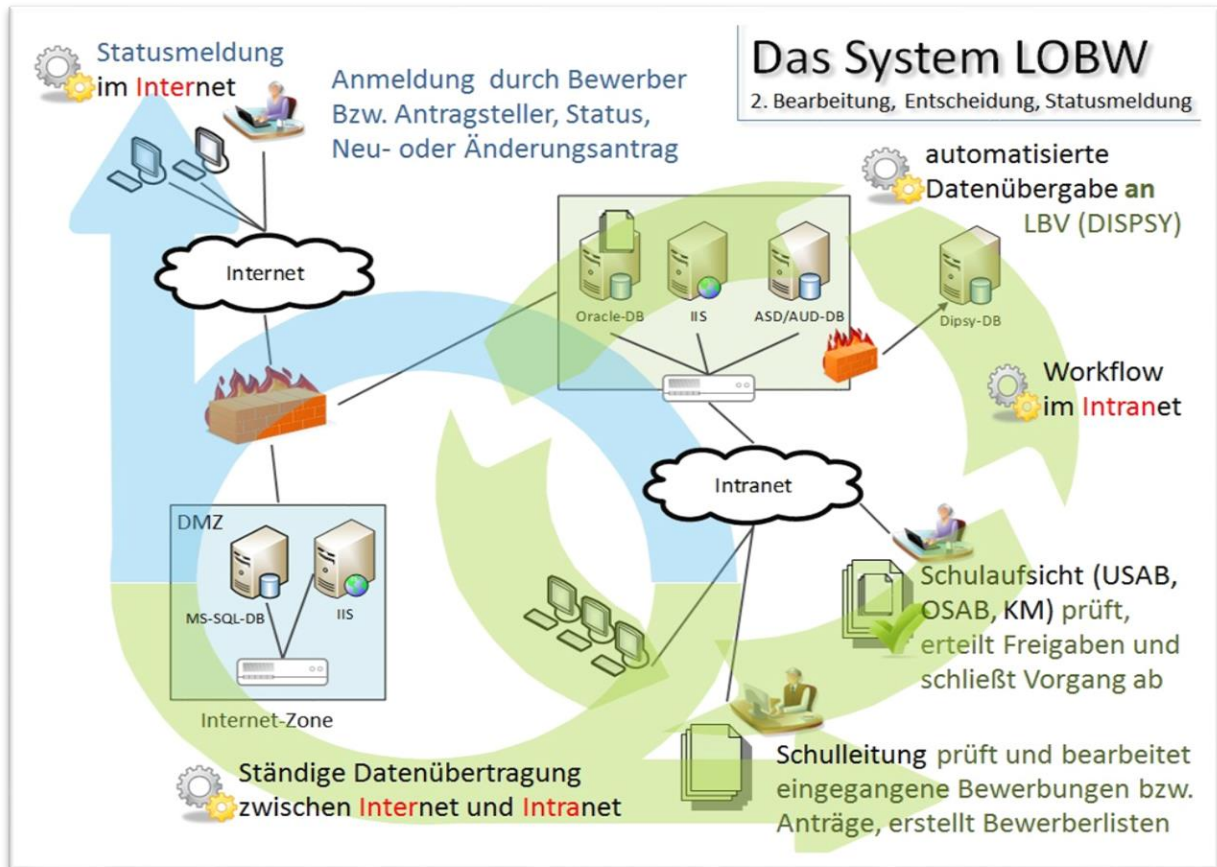 Statusmeldung
im Internet
Anmeldung durch Bewerber
Bzw. Antragsteller, Status,
Neu- oder Änderungsantrag
Das System LOBW
2. Bearbeitung, Entscheidung, Statusmeldung
automatisierte
Datenübergabe an
LBV (DISPSY)
Internet
Oracle-DB
IIS
ASD/AUD-DB
Dipsy-DB
Workflow
im Intranet
Intranet
DMZ
MS-SQL-DB
IIS
Internet-Zone
Schulaufsicht (USAB,
OSAB, KM) prüft,
erteilt Freigaben und
schließt Vorgang ab
Ständige Datenübertragung
zwischen Internet und Intranet
Schulleitung prüft und bearbeitet
eingegangene Bewerbungen bzw.
Anträge, erstellt Bewerberlisten